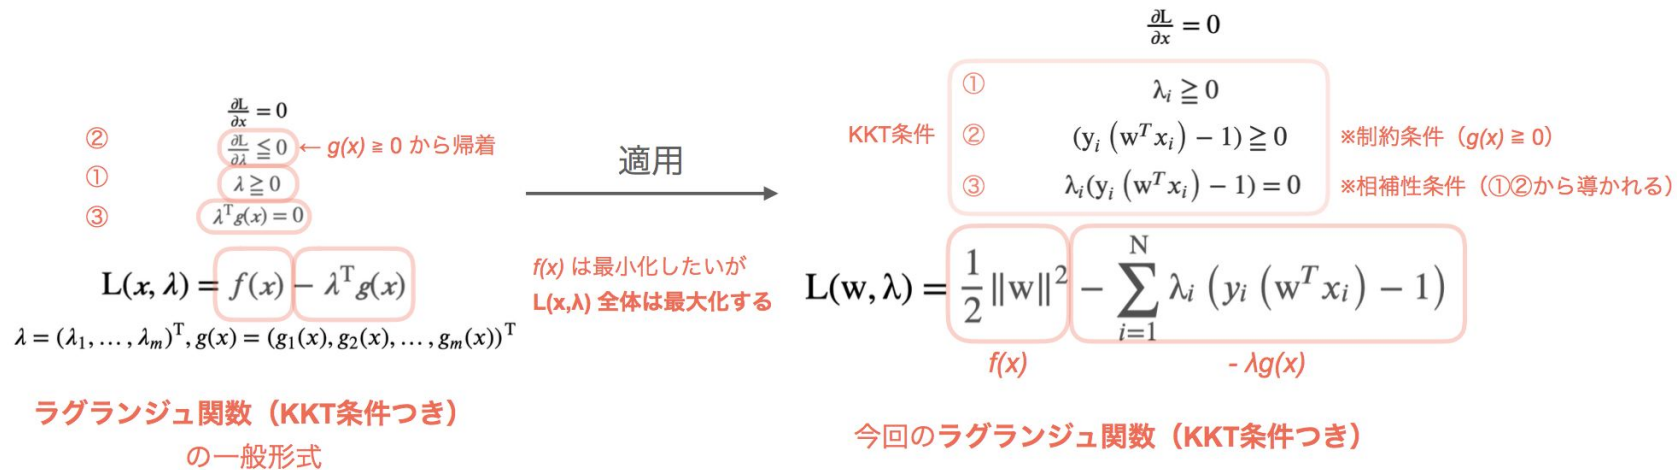 ∂L/∂x = 0
② ∂L/∂λ ≦ 0 ← g(x) ≧ 0 から帰着
① λ ≧ 0
③ λᵀg(x) = 0
L(x, λ) = f(x) − λᵀg(x)
λ = (λ₁, … , λₘ)ᵀ, g(x) = (g₁(x), g₂(x), … , gₘ(x))ᵀ
ラグランジュ関数（KKT条件つき）
の一般形式
適用
f(x) は最小化したいが
L(x,λ) 全体は最大化する
∂L/∂x = 0
KKT条件
① λᵢ ≧ 0
② (yᵢ (wᵀxᵢ) − 1) ≧ 0 ※制約条件（g(x) ≧ 0）
③ λᵢ(yᵢ (wᵀxᵢ) − 1) = 0 ※相補性条件（①②から導かれる）
L(w, λ) = 1/2 ||w||² − ∑ᵢ₌₁ᴺ λᵢ (yᵢ (wᵀxᵢ) − 1)
f(x) - λg(x)
今回のラグランジュ関数（KKT条件つき）